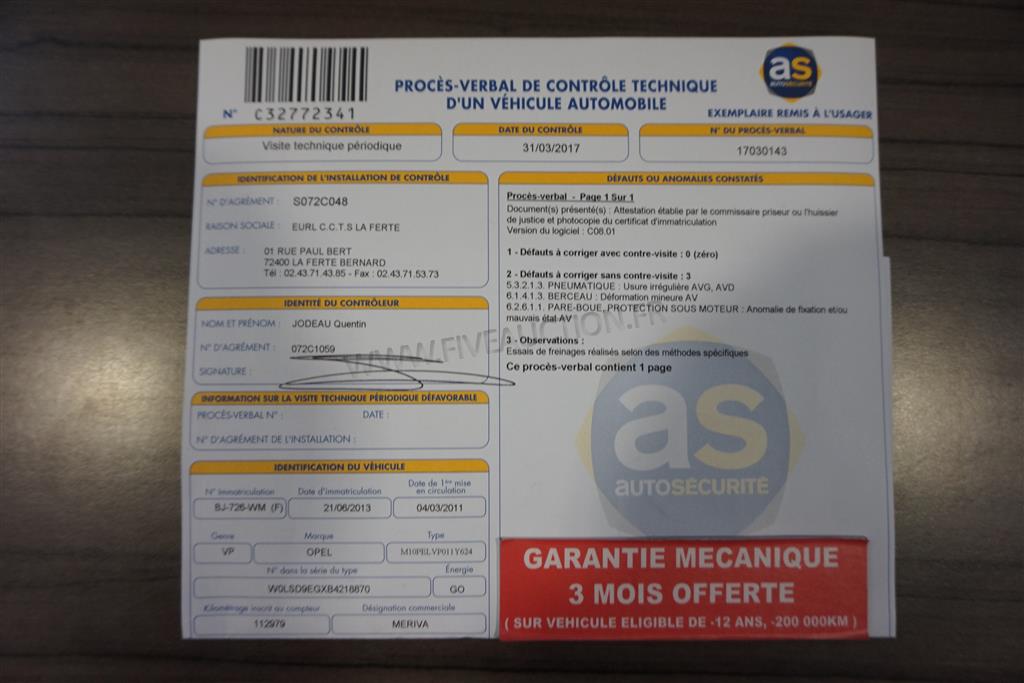 as
AUTOSÉCURITÉ
PROCÈS-VERBAL DE CONTRÔLE TECHNIQUE
D'UN VÉHICULE AUTOMOBILE
N° C32772341
EXEMPLAIRE REMIS À L'USAGER
NATURE DU CONTRÔLE
Visite technique périodique
DATE DU CONTRÔLE
31/03/2017
N° DU PROCÈS-VERBAL
17030143
IDENTIFICATION DE L'INSTALLATION DE CONTRÔLE
N° D'AGRÉMENT : S072C048
RAISON SOCIALE : EURL C.C.T.S LA FERTE
ADRESSE : 01 RUE PAUL BERT
72400 LA FERTE BERNARD
Tél : 02.43.71.43.85 - Fax : 02.43.71.53.73
IDENTITÉ DU CONTRÔLEUR
NOM ET PRÉNOM : JODEAU Quentin
N° D'AGRÉMENT : 072C1059
SIGNATURE :
INFORMATION SUR LA VISITE TECHNIQUE PÉRIODIQUE DÉFAVORABLE
PROCÈS-VERBAL N° : DATE :
N° D'AGRÉMENT DE L'INSTALLATION :
IDENTIFICATION DU VÉHICULE
N° Immatriculation Date d'immatriculation Date de 1ère mise
en circulation
BJ-726-WM (F) 21/06/2013 04/03/2011
Genre Marque Type
VP OPEL M10PELVP011Y624
N° dans la série du type Énergie
W0LSD9EGXB4218870 GO
Kilométrage inscrit au compteur Désignation commerciale
112979 MERIVA
DÉFAUTS OU ANOMALIES CONSTATÉS
Procès-verbal - Page 1 Sur 1
Document(s) présenté(s) : Attestation établie par le commissaire priseur ou l'huissier
de justice et photocopie du certificat d'immatriculation
Version du logiciel : C08.01
1 - Défauts à corriger avec contre-visite : 0 (zéro)
2 - Défauts à corriger sans contre-visite : 3
5.3.2.1.3. PNEUMATIQUE : Usure irrégulière AVG, AVD
6.1.4.1.3. BERCEAU : Déformation mineure AV
6.2.6.1.1. PARE-BOUE, PROTECTION SOUS MOTEUR : Anomalie de fixation et/ou
mauvais état AV
3 - Observations :
Essais de freinages réalisés selon des méthodes spécifiques
Ce procès-verbal contient 1 page
WWW.FIVEAUCTION.FR
as
AUTOSÉCURITÉ
GARANTIE MECANIQUE
3 MOIS OFFERTE
( SUR VEHICULE ELIGIBLE DE -12 ANS, -200 000KM )